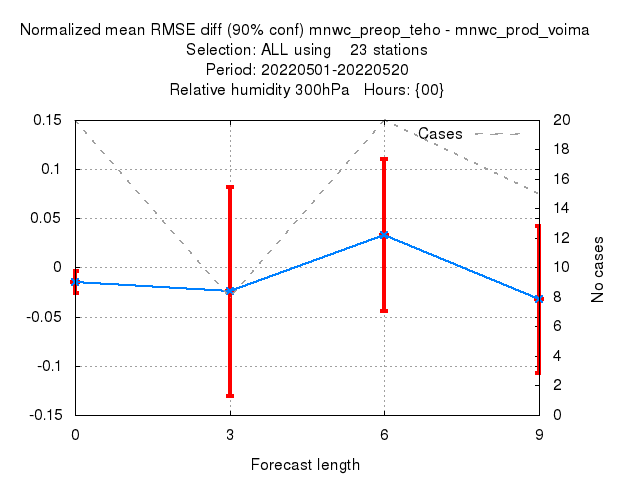 Normalized mean RMSE diff (90% conf) mnwc_preop_teho - mnwc_prod_voima
Selection: ALL using    23 stations
Period: 20220501-20220520
Relative humidity 300hPa   Hours: {00}
Cases
0.15
0.1
0.05
0
-0.05
-0.1
-0.15
20
18
16
14
12
10
8
6
4
2
0
No cases
0 3 6 9
Forecast length